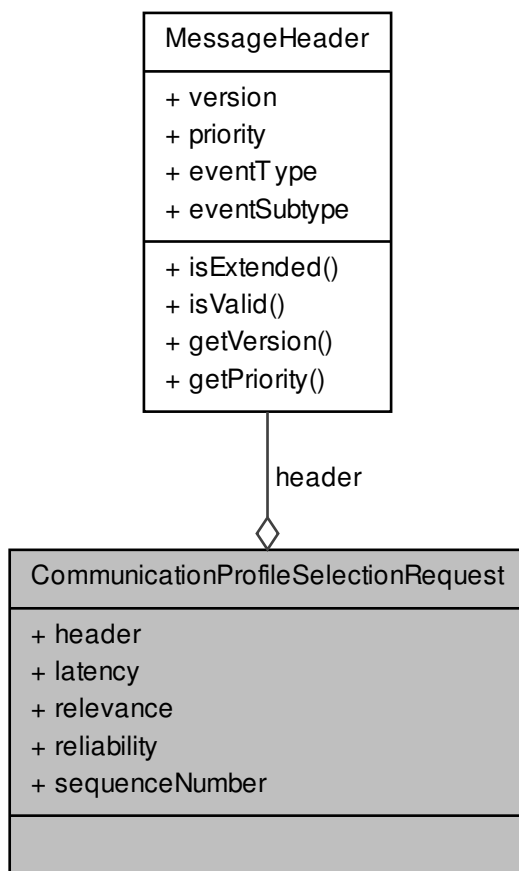 MessageHeader
+ version
+ priority
+ eventType
+ eventSubtype
+ isExtended()
+ isValid()
+ getVersion()
+ getPriority()
header
CommunicationProfileSelectionRequest
+ header
+ latency
+ relevance
+ reliability
+ sequenceNumber